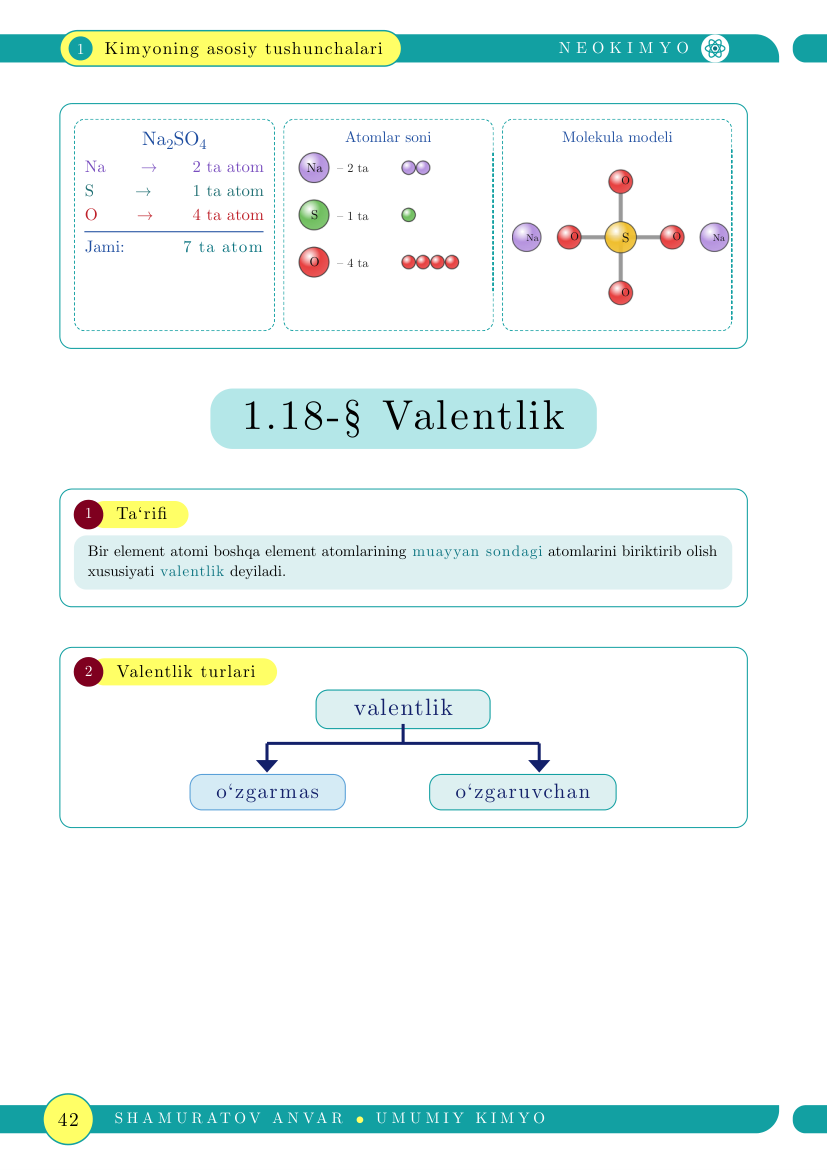 1 Kimyoning asosiy tushunchalari
NEOKIMYO
Na₂SO₄
Na → 2 ta atom
S → 1 ta atom
O → 4 ta atom
Jami: 7 ta atom
Atomlar soni
Na – 2 ta
S – 1 ta
O – 4 ta
Molekula modeli
O
Na O S O Na
O
1.18-§ Valentlik
1 Ta‘rifi
Bir element atomi boshqa element atomlarining muayyan sondagi atomlarini biriktirib olish
xususiyati valentlik deyiladi.
2 Valentlik turlari
valentlik
o‘zgarmas
o‘zgaruvchan
42 SHAMURATOV ANVAR • UMUMIY KIMYO